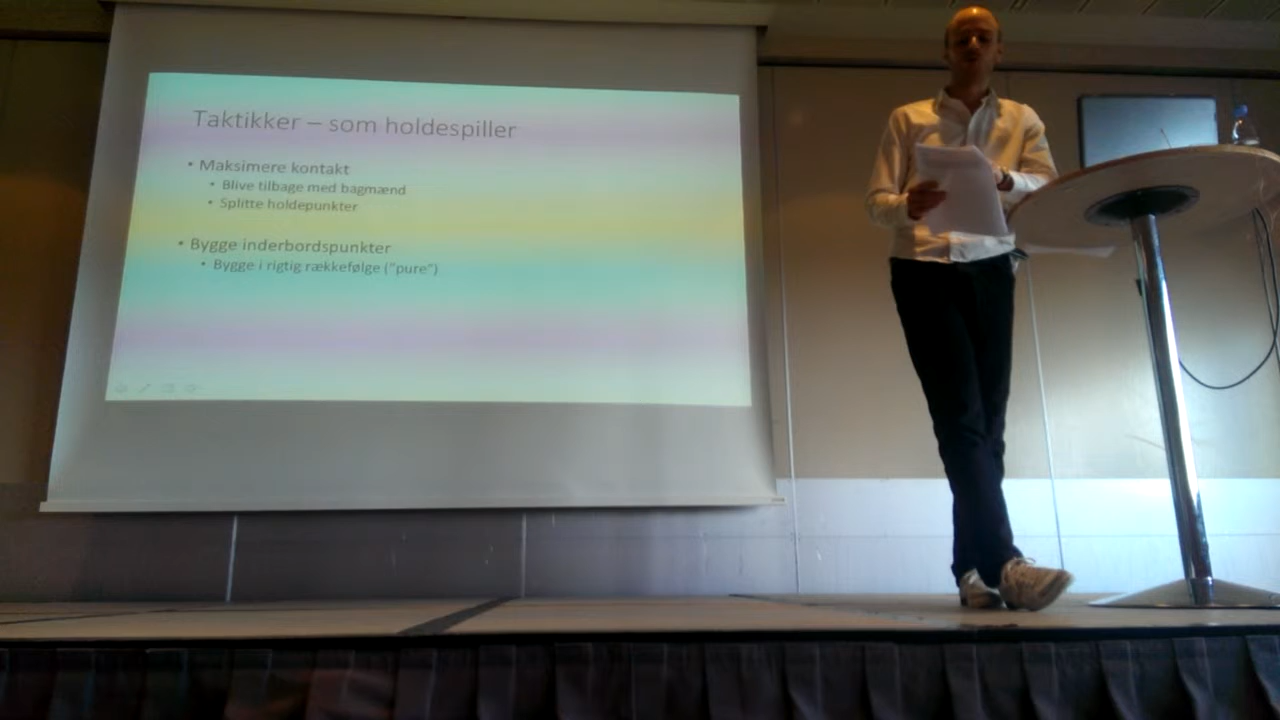 Taktikker – som holdespiller
• Maksimere kontakt
• Blive tilbage med bagmænd
• Splitte holdepunkter
• Bygge inderbordspunkter
• Bygge i rigtig rækkefølge ("pure")